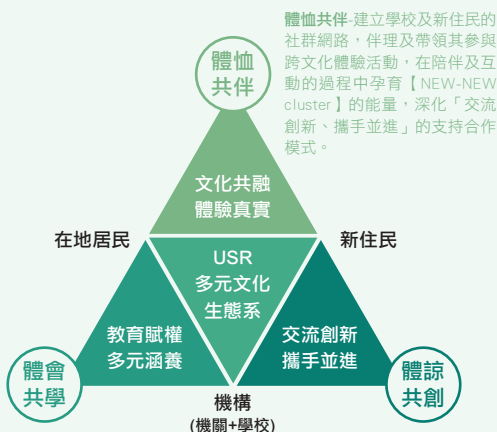 體恤共伴-建立學校及新住民的
社群網路，伴理及帶領其參與
跨文化體驗活動，在陪伴及互
動的過程中孕育【NEW-NEW
cluster】的能量，深化「交流
創新、攜手並進」的支持合作
模式。
體恤
共伴
文化共融
體驗真實
在地居民
新住民
USR
多元文化
生態系
教育賦權
多元涵養
交流創新
攜手並進
體會
共學
體諒
共創
機構
(機關+學校)